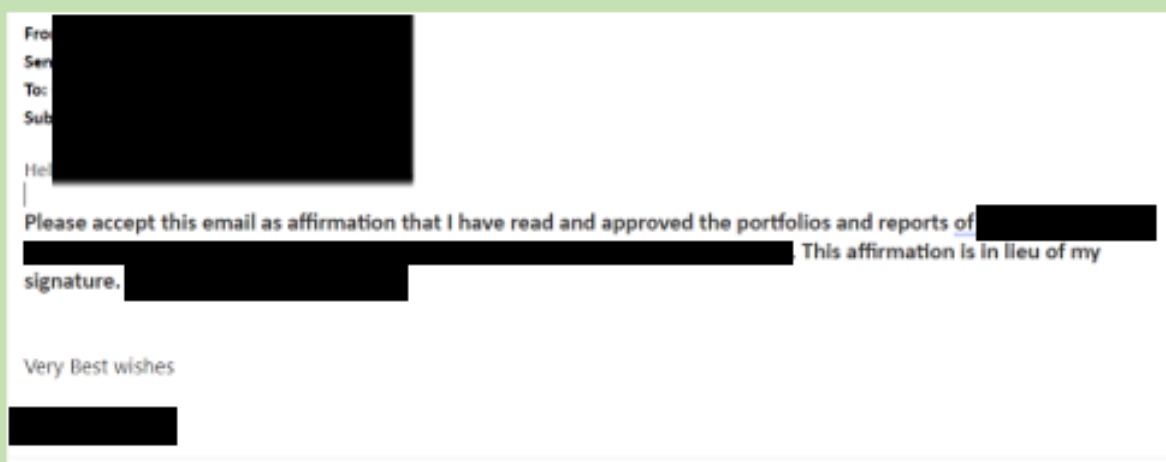 Fro
Sen
To:
Sub
Hel
Please accept this email as affirmation that I have read and approved the portfolios and reports of
. This affirmation is in lieu of my
signature.
Very Best wishes